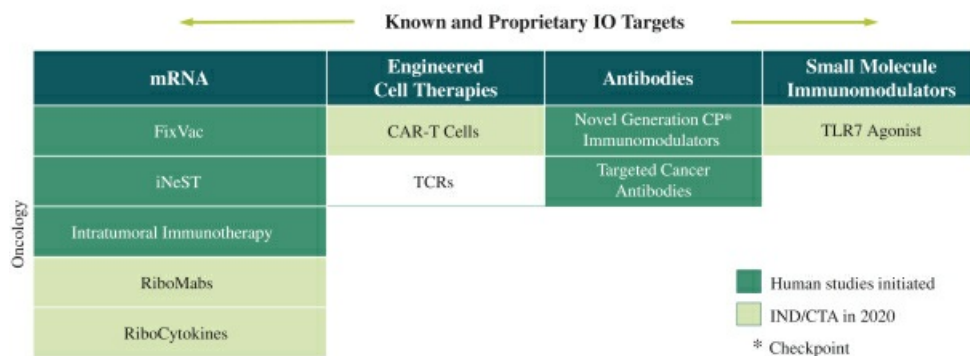 Known and Proprietary IO Targets
mRNA
Engineered
Cell Therapies
Antibodies
Small Molecule
Immunomodulators
FixVac
CAR-T Cells
Novel Generation CP*
Immunomodulators
TLR7 Agonist
iNeST
TCRs
Targeted Cancer
Antibodies
Intratumoral Immunotherapy
RiboMabs
RiboCytokines
Oncology
Human studies initiated
IND/CTA in 2020
* Checkpoint